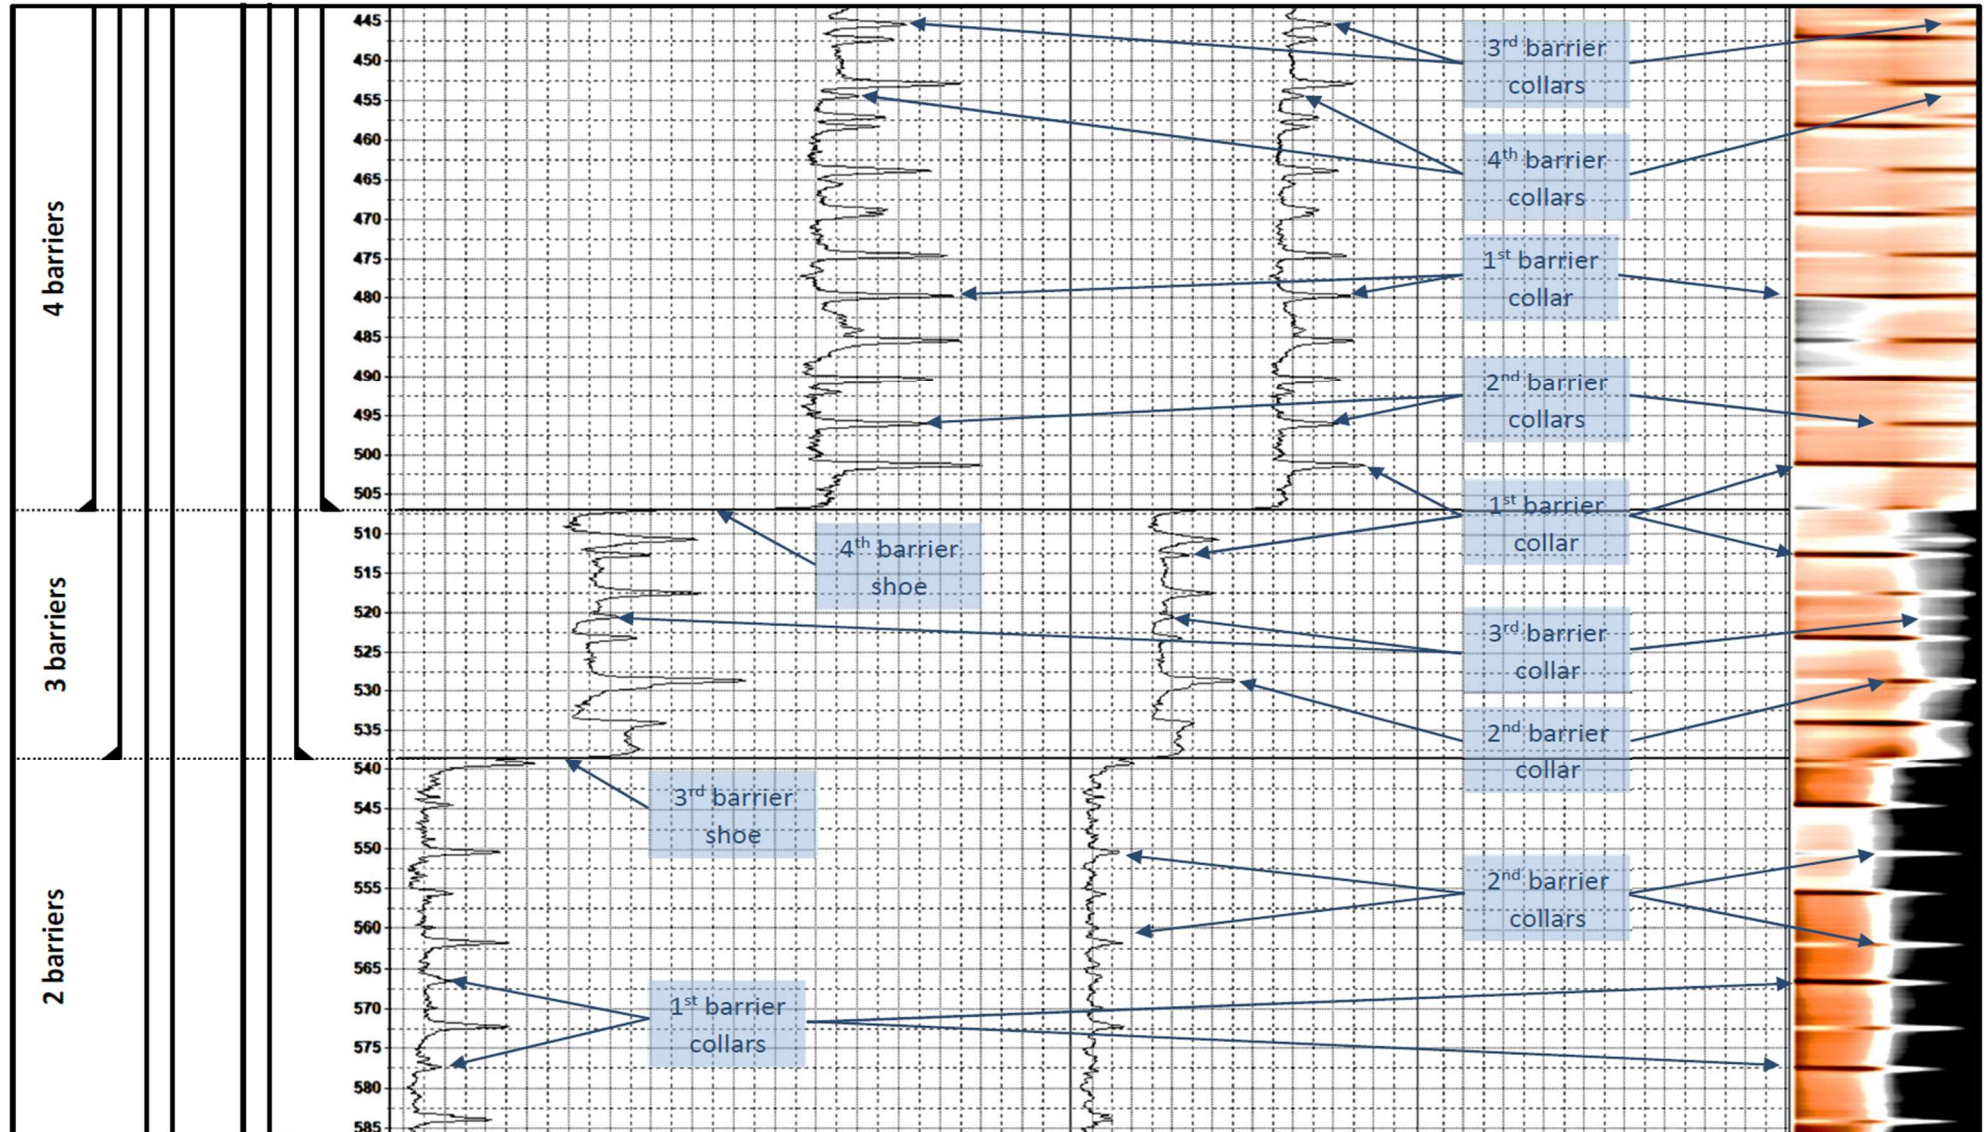 4 barriers
3 barriers
2 barriers
445
450
455
460
465
470
475
480
485
490
495
500
505
510
515
520
525
530
535
540
545
550
555
560
565
570
575
580
585
3rd barrier
collars
4th barrier
collars
1st barrier
collar
2nd barrier
collars
1st barrier
collar
4th barrier
shoe
3rd barrier
collar
2nd barrier
collar
3rd barrier
shoe
2nd barrier
collars
1st barrier
collars